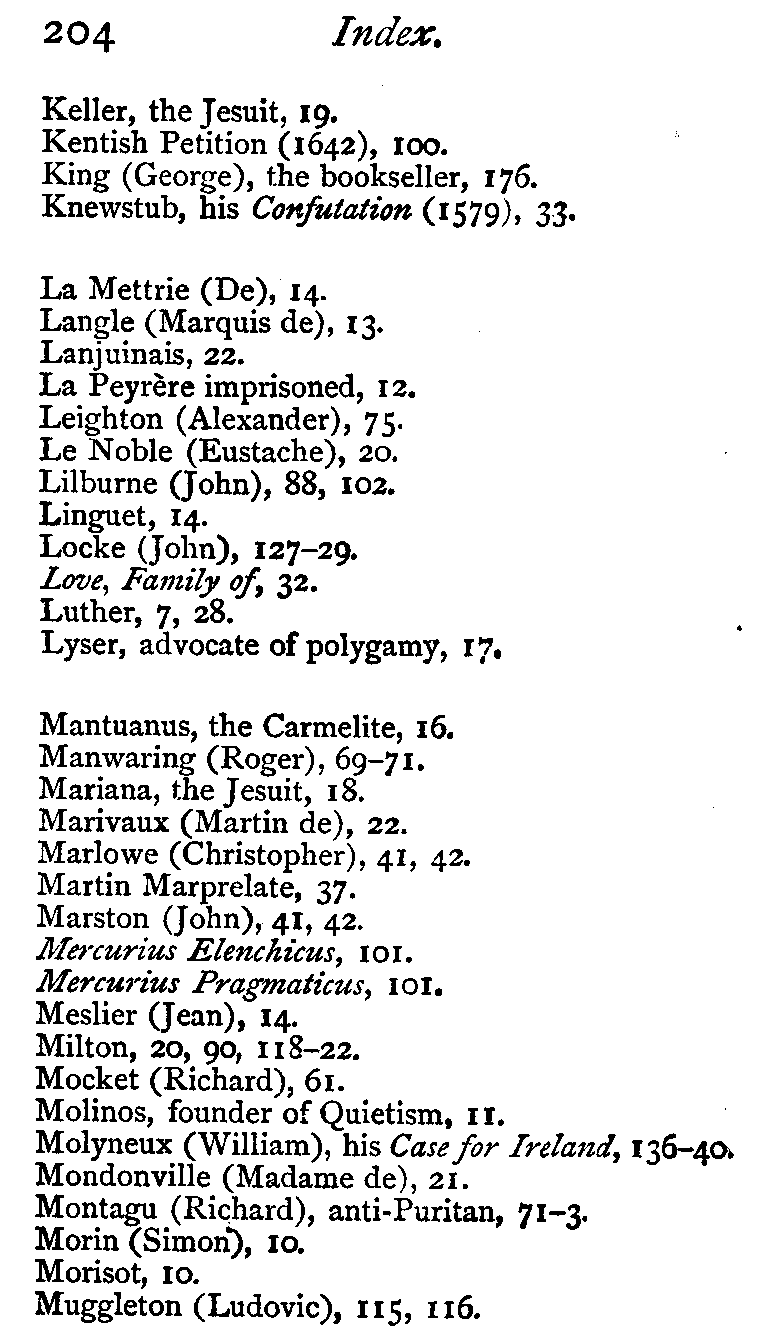 204 Index.
Keller, the Jesuit, 19.
Kentish Petition (1642), 100.
King (George), the bookseller, 176.
Knewstub, his Confutation (1579), 33.
La Mettrie (De), 14.
Langle (Marquis de), 13.
Lanjuinais, 22.
La Peyrère imprisoned, 12.
Leighton (Alexander), 75.
Le Noble (Eustache), 20.
Lilburne (John), 88, 102.
Linguet, 14.
Locke (John), 127–29.
Love, Family of, 32.
Luther, 7, 28.
Lyser, advocate of polygamy, 17.
Mantuanus, the Carmelite, 16.
Manwaring (Roger), 69–71.
Mariana, the Jesuit, 18.
Marivaux (Martin de), 22.
Marlowe (Christopher), 41, 42.
Martin Marprelate, 37.
Marston (John), 41, 42.
Mercurius Elenchicus, 101.
Mercurius Pragmaticus, 101.
Meslier (Jean), 14.
Milton, 20, 90, 118–22.
Mocket (Richard), 61.
Molinos, founder of Quietism, 11.
Molyneux (William), his Case for Ireland, 136–40.
Mondonville (Madame de), 21.
Montagu (Richard), anti-Puritan, 71–3.
Morin (Simon), 10.
Morisot, 10.
Muggleton (Ludovic), 115, 116.